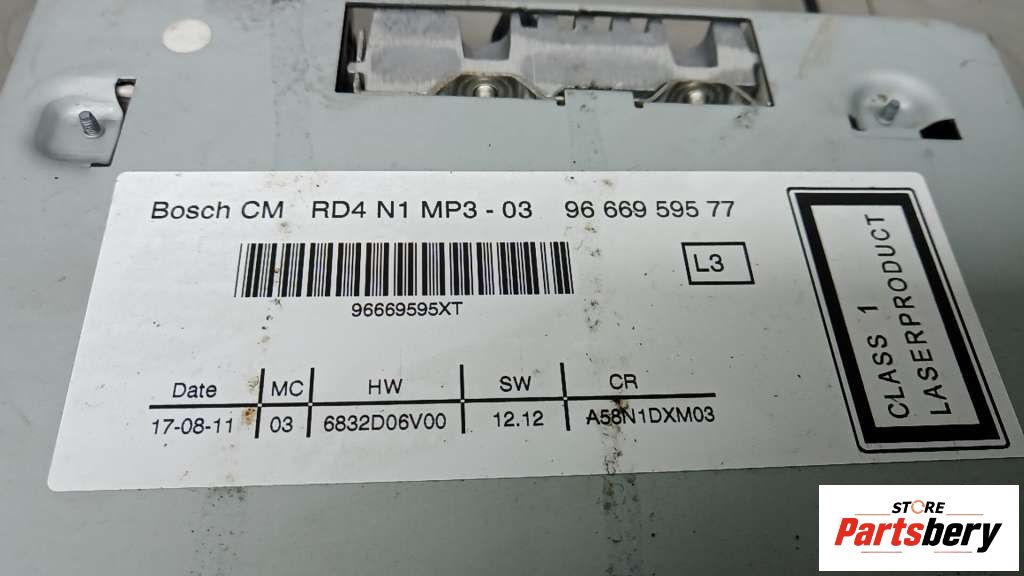 Bosch CM RD4 N1 MP3 - 03 96 669 595 77
L3
96669595XT
Date MC HW SW CR
17-08-11 03 6832D06V00 12.12 A58N1DXM03
CLASS 1
LASERPRODUCT
STORE
Partsbery